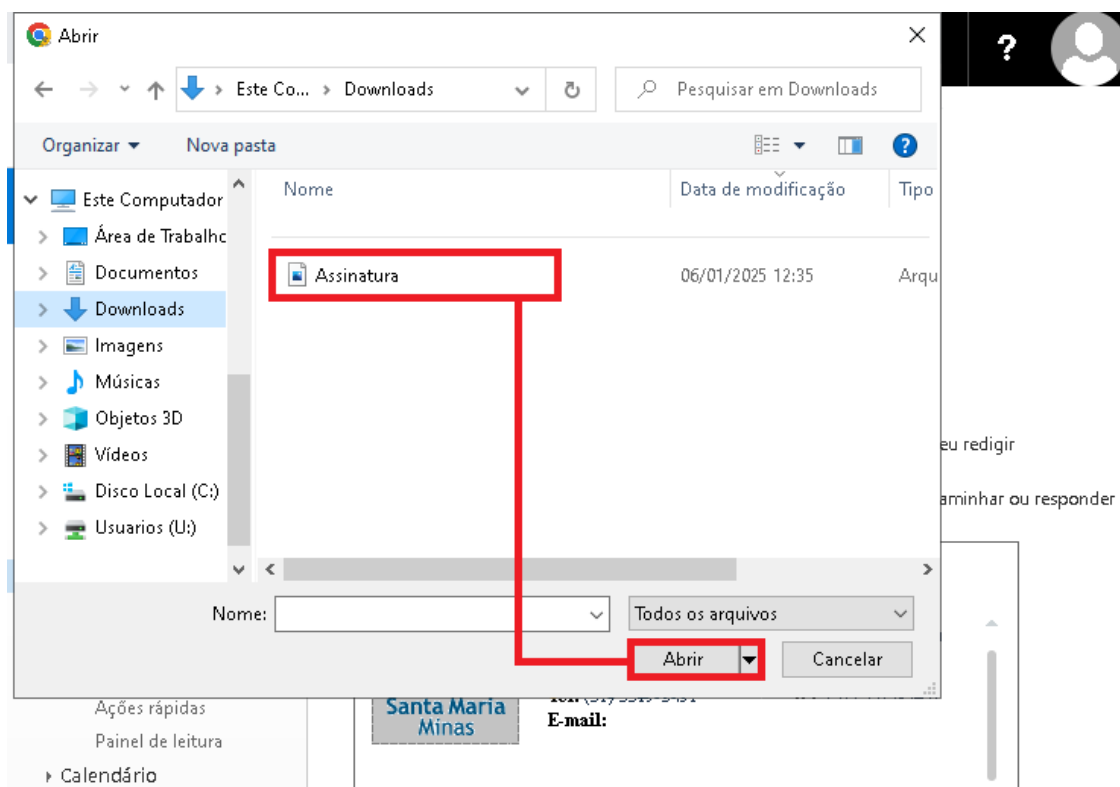 Abrir
?
Este Co... > Downloads
Pesquisar em Downloads
Organizar
Nova pasta
?
Nome
Data de modificação
Tipo
Este Computador
Área de Trabalhc
Documentos
Downloads
Imagens
Músicas
Objetos 3D
Vídeos
Disco Local (C:)
Usuarios (U:)
Assinatura
06/01/2025 12:35
Arqu
eu redigir
aminhar ou responder
Nome:
Todos os arquivos
Abrir
Cancelar
Ações rápidas
Painel de leitura
Calendário
Santa Maria
Minas
E-mail: